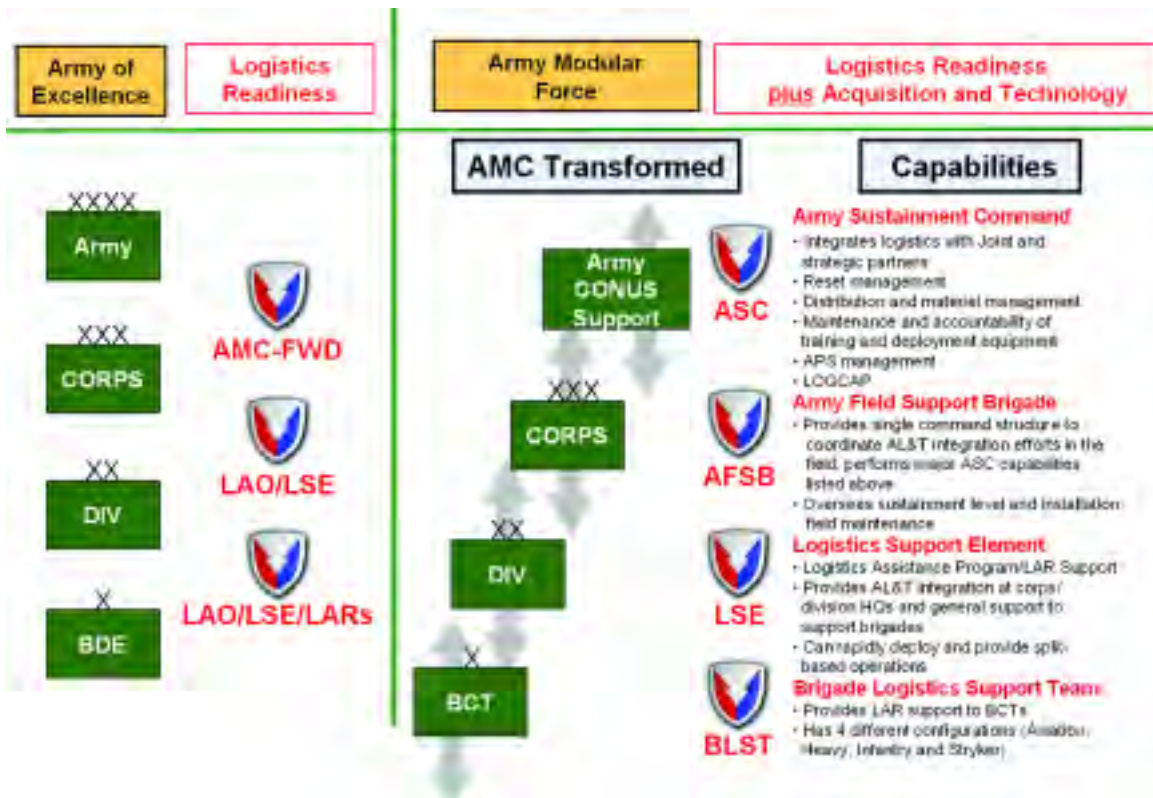 Army of
Excellence
Logistics
Readiness
Army Modular
Force
Logistics Readiness
plus Acquisition and Technology
XXXX
Army
XXX
CORPS
XX
DIV
X
BDE
AMC-FWD
LAO/LSE
LAO/LSE/LARs
AMC Transformed
Army
CONUS
Support
XXX
CORPS
XX
DIV
X
BCT
Capabilities
ASC
Army Sustainment Command
• Integrates logistics with Joint and
strategic partners
• Reset management
• Distribution and material management
• Maintenance and accountability of
training and deployment equipment
• APS management
• LOGCAP
AFSB
Army Field Support Brigade
• Provides single command structure to
coordinate AL&T integration efforts in the
field, performs major ASC capabilities
listed above
• Oversees sustainment level and installation
field maintenance
LSE
Logistics Support Element
• Logistics Assistance Program/LAR Support
• Provides AL&T integration at corps/
division HQs and general support to
support brigades
• Can rapidly deploy and provide split-
based operations
BLST
Brigade Logistics Support Team
• Provides LAR support to BCTs
• Has 4 different configurations (Aviation,
Heavy, Infantry and Stryker)